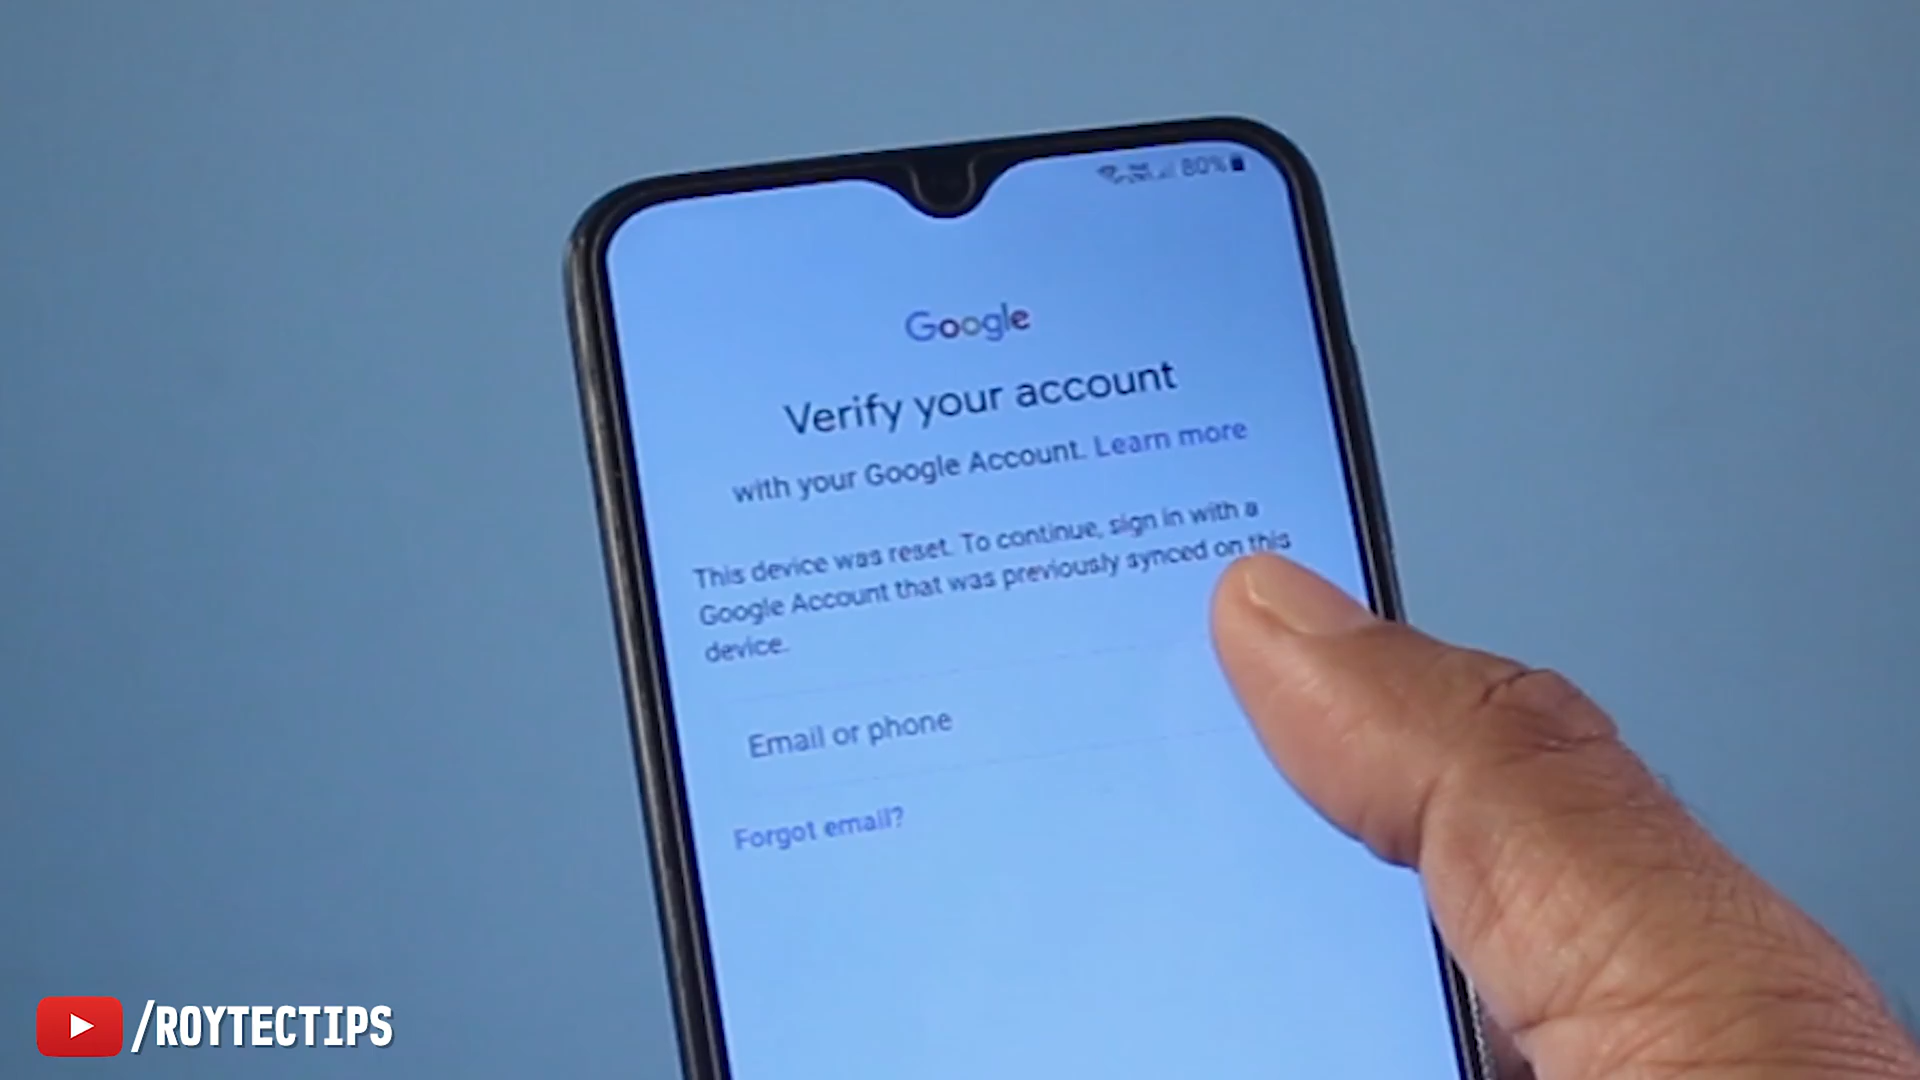 80%
Google
Verify your account
with your Google Account. Learn more
This device was reset. To continue, sign in with a
Google Account that was previously synced on this
device.
Email or phone
Forgot email?
/ROYTECTIPS